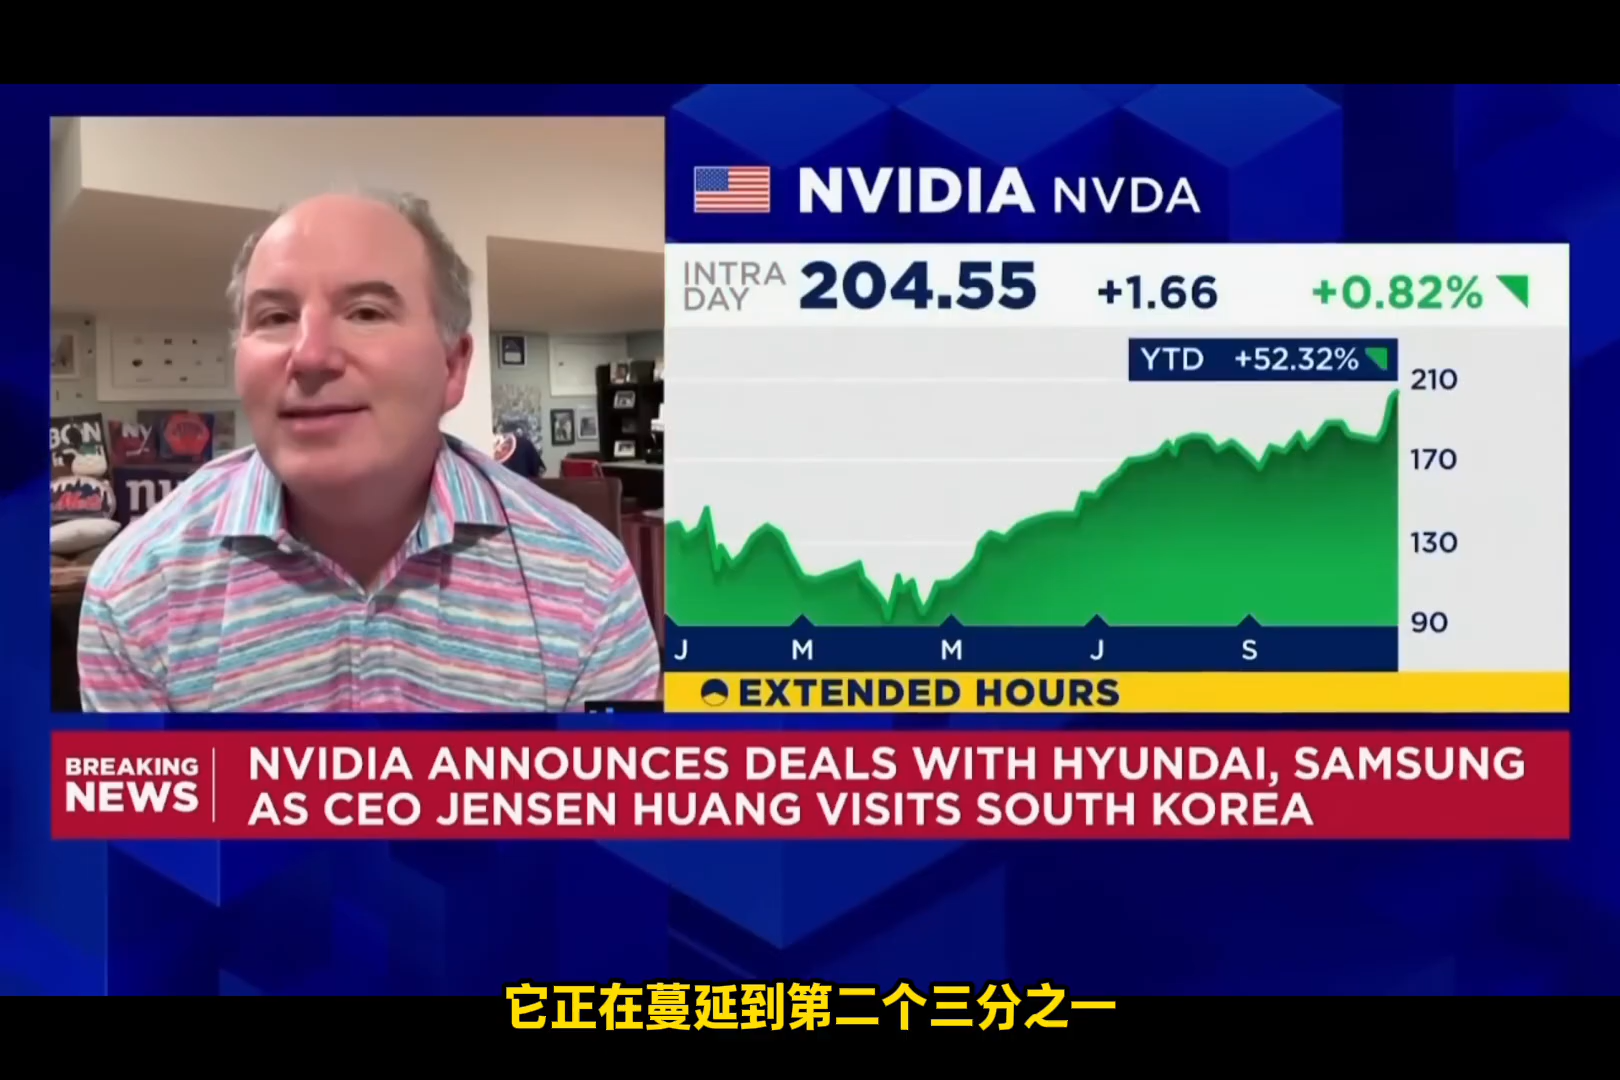 NVIDIA NVDA
INTRA
DAY
204.55
+1.66
+0.82%
YTD +52.32%
210
170
130
90
J M M J S
EXTENDED HOURS
BREAKING
NEWS
NVIDIA ANNOUNCES DEALS WITH HYUNDAI, SAMSUNG
AS CEO JENSEN HUANG VISITS SOUTH KOREA
NY
Mets
它正在蔓延到第二个三分之一